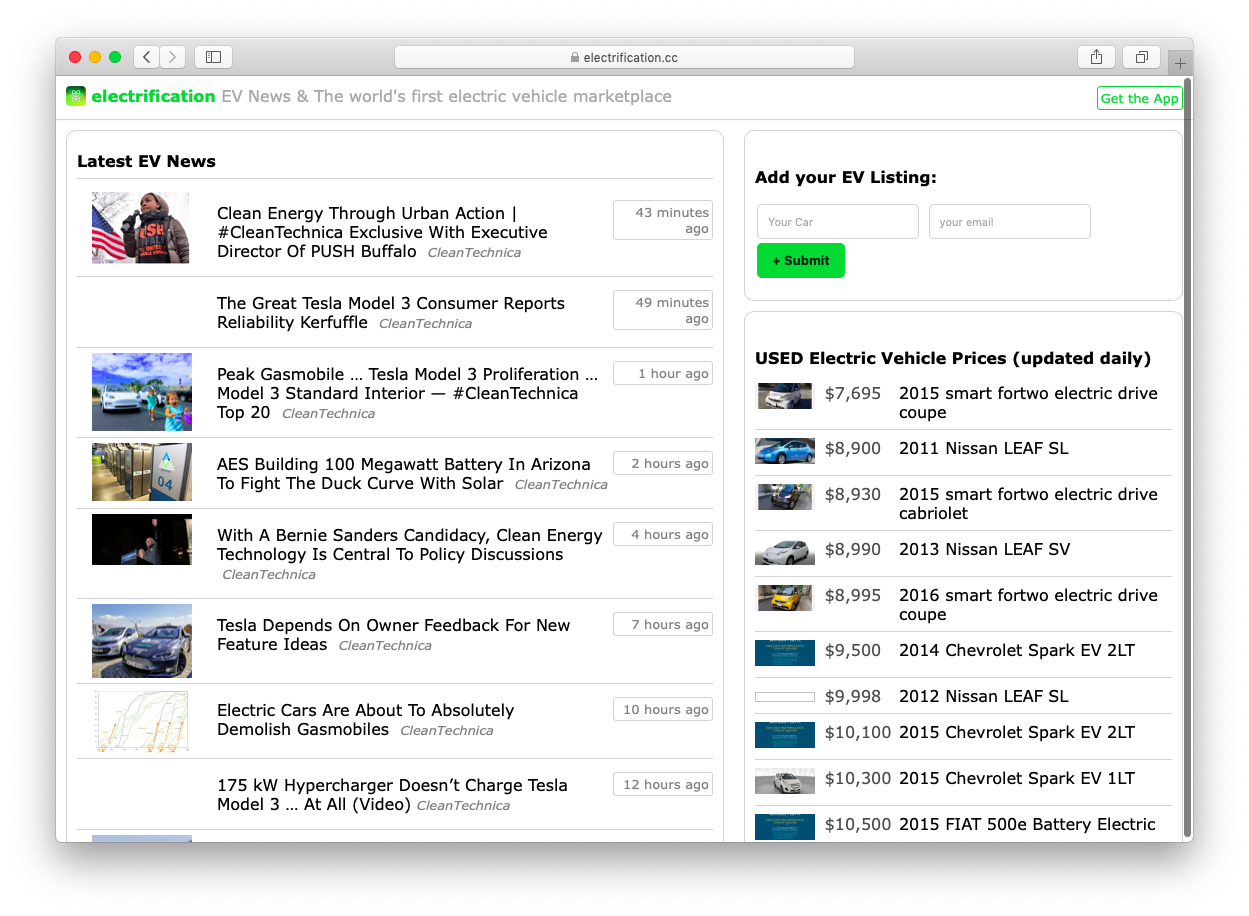 electrification.cc
electrification EV News & The world's first electric vehicle marketplace
Get the App
Latest EV News
Clean Energy Through Urban Action |
#CleanTechnica Exclusive With Executive
Director Of PUSH Buffalo CleanTechnica
43 minutes
ago
The Great Tesla Model 3 Consumer Reports
Reliability Kerfuffle CleanTechnica
49 minutes
ago
Peak Gasmobile … Tesla Model 3 Proliferation …
Model 3 Standard Interior — #CleanTechnica
Top 20 CleanTechnica
1 hour ago
04
AES Building 100 Megawatt Battery In Arizona
To Fight The Duck Curve With Solar CleanTechnica
2 hours ago
With A Bernie Sanders Candidacy, Clean Energy
Technology Is Central To Policy Discussions
CleanTechnica
4 hours ago
Tesla Depends On Owner Feedback For New
Feature Ideas CleanTechnica
7 hours ago
Electric Cars Are About To Absolutely
Demolish Gasmobiles CleanTechnica
10 hours ago
175 kW Hypercharger Doesn’t Charge Tesla
Model 3 … At All (Video) CleanTechnica
12 hours ago
Add your EV Listing:
Your Car
your email
+ Submit
USED Electric Vehicle Prices (updated daily)
$7,695 2015 smart fortwo electric drive
coupe
$8,900 2011 Nissan LEAF SL
$8,930 2015 smart fortwo electric drive
cabriolet
$8,990 2013 Nissan LEAF SV
$8,995 2016 smart fortwo electric drive
coupe
$9,500 2014 Chevrolet Spark EV 2LT
$9,998 2012 Nissan LEAF SL
$10,100 2015 Chevrolet Spark EV 2LT
$10,300 2015 Chevrolet Spark EV 1LT
$10,500 2015 FIAT 500e Battery Electric